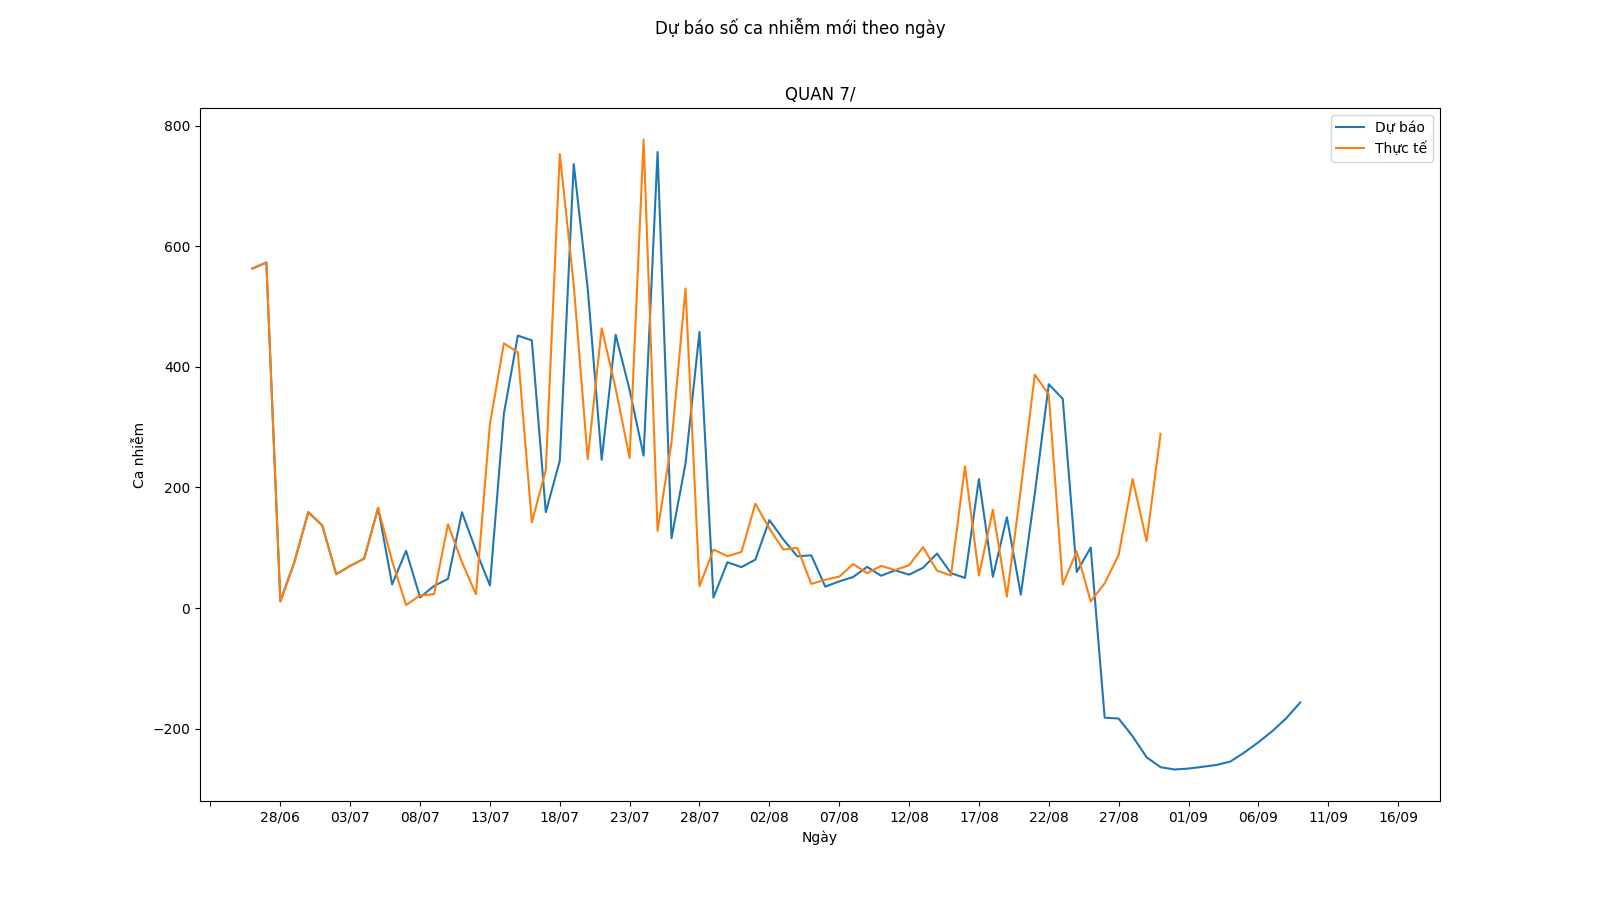 Dự báo số ca nhiễm mới theo ngày
QUAN 7/
Dự báo
Thực tế
800
600
400
200
0
−200
Ca nhiễm
28/06 03/07 08/07 13/07 18/07 23/07 28/07 02/08 07/08 12/08 17/08 22/08 27/08 01/09 06/09 11/09 16/09
Ngày